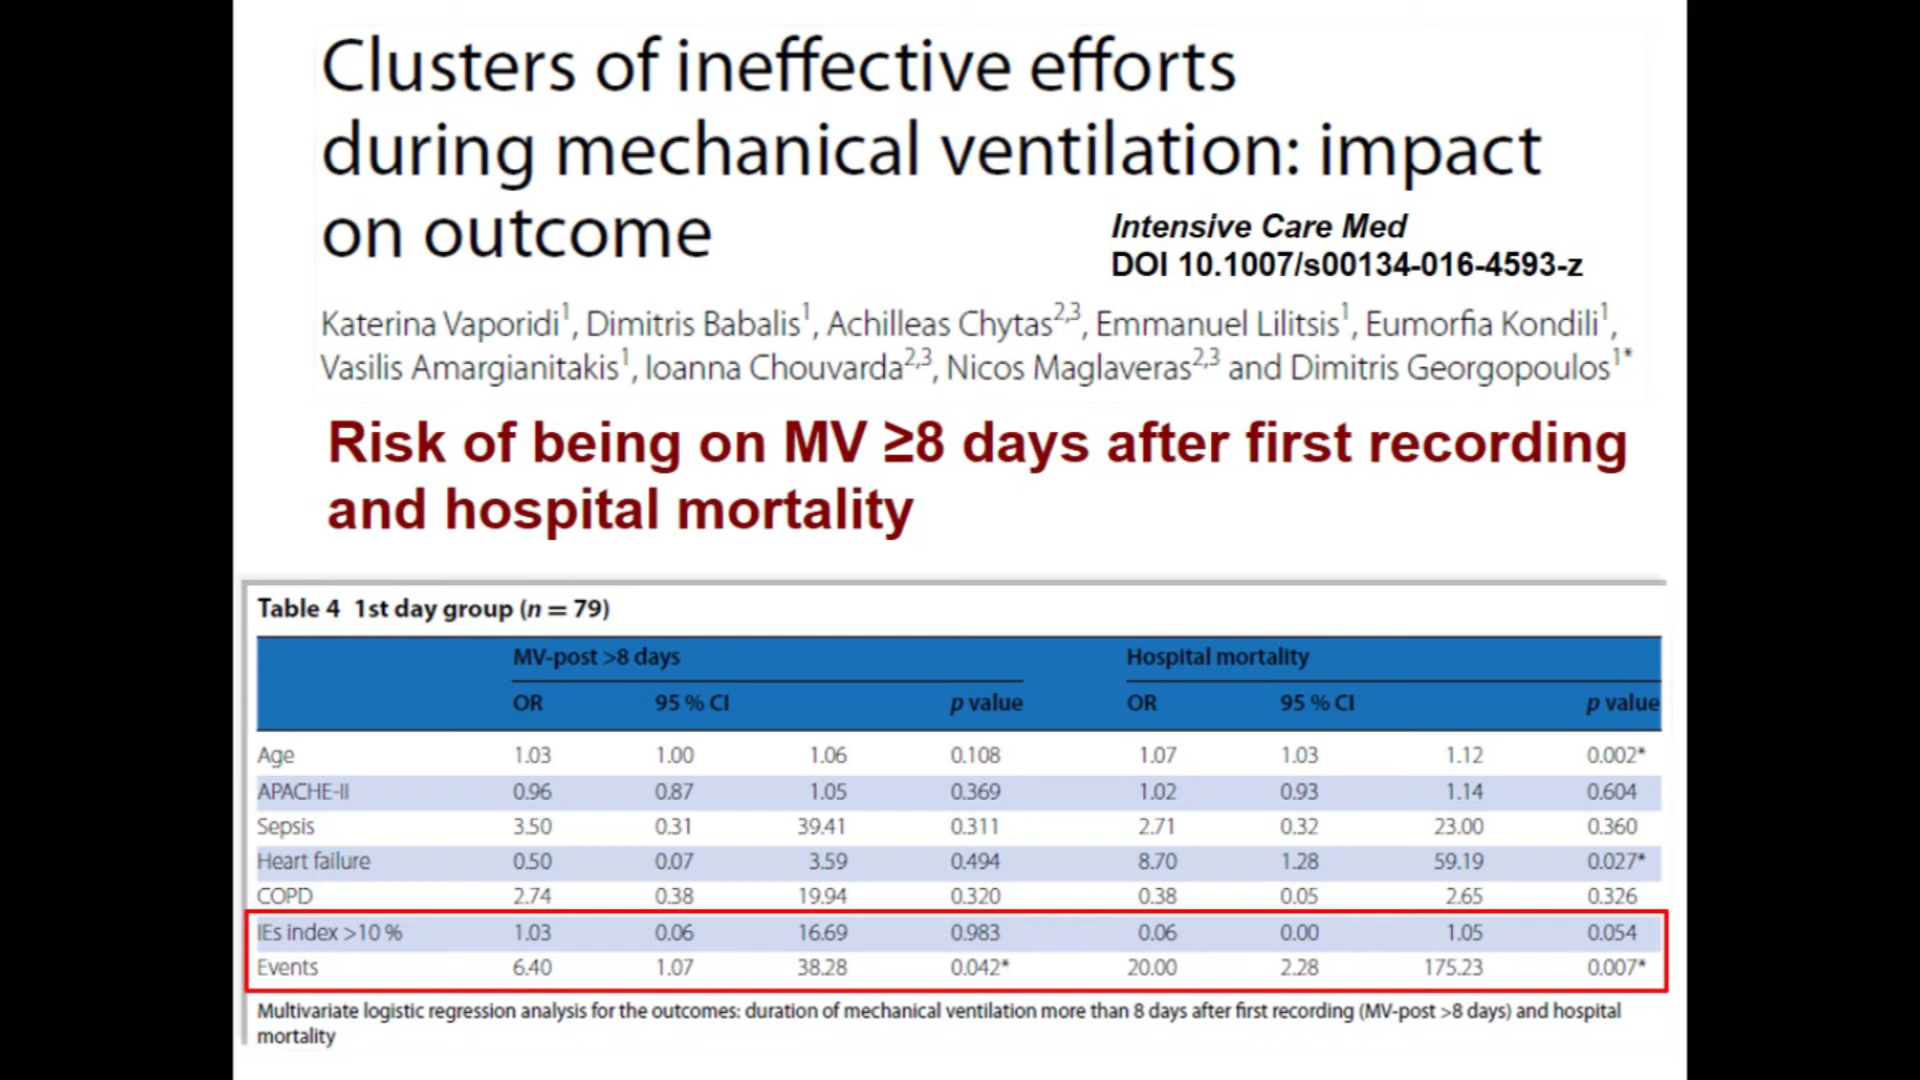 Clusters of ineffective efforts
during mechanical ventilation: impact
on outcome
Intensive Care Med
DOI 10.1007/s00134-016-4593-z
Katerina Vaporidi1, Dimitris Babalis1, Achilleas Chytas2,3, Emmanuel Lilitsis1, Eumorfia Kondili1,
Vasilis Amargianitakis1, Ioanna Chouvarda2,3, Nicos Maglaveras2,3 and Dimitris Georgopoulos1*
Risk of being on MV ≥8 days after first recording
and hospital mortality
Table 4 1st day group (n = 79)
MV-post >8 days Hospital mortality
OR 95 % CI p value OR 95 % CI p value
Age 1.03 1.00 1.06 0.108 1.07 1.03 1.12 0.002*
APACHE-II 0.96 0.87 1.05 0.369 1.02 0.93 1.14 0.604
Sepsis 3.50 0.31 39.41 0.311 2.71 0.32 23.00 0.360
Heart failure 0.50 0.07 3.59 0.494 8.70 1.28 59.19 0.027*
COPD 2.74 0.38 19.94 0.320 0.38 0.05 2.65 0.326
IEs index >10 % 1.03 0.06 16.69 0.983 0.06 0.00 1.05 0.054
Events 6.40 1.07 38.28 0.042* 20.00 2.28 175.23 0.007*
Multivariate logistic regression analysis for the outcomes: duration of mechanical ventilation more than 8 days after first recording (MV-post >8 days) and hospital
mortality